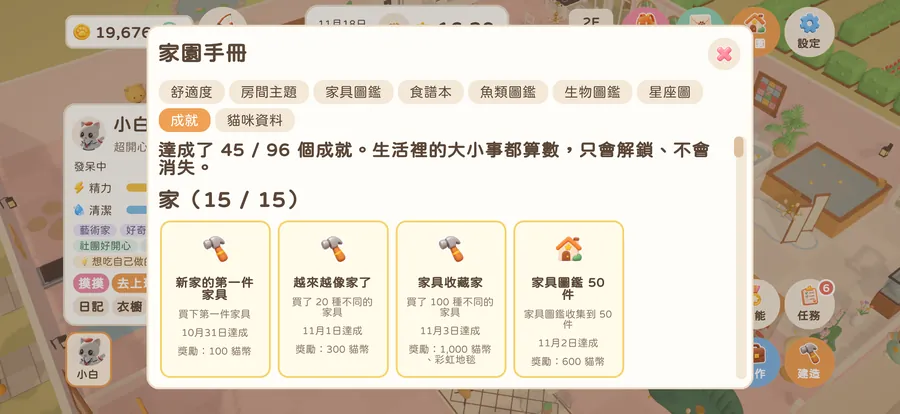 19,676
11月18日
2F
設定
家園手冊
舒適度
房間主題
家具圖鑑
食譜本
魚類圖鑑
生物圖鑑
星座圖
成就
貓咪資料
達成了 45 / 96 個成就。生活裡的大小事都算數，只會解鎖、不會
消失。
家（15 / 15）
新家的第一件
家具
買下第一件家具
10月31日達成
獎勵：100 貓幣
越來越像家了
買了 20 種不同的
家具
11月1日達成
獎勵：300 貓幣
家具收藏家
買了 100 種不同的
家具
11月3日達成
獎勵：1,000 貓幣
、彩虹地毯
家具圖鑑 50
件
家具圖鑑收集到 50
件
11月2日達成
獎勵：600 貓幣
小白
超開心
發呆中
精力
清潔
藝術家
好奇
社團好開心
想吃自己做
摸摸
去上
日記
衣櫥
小白
能
任務
6
作
建造